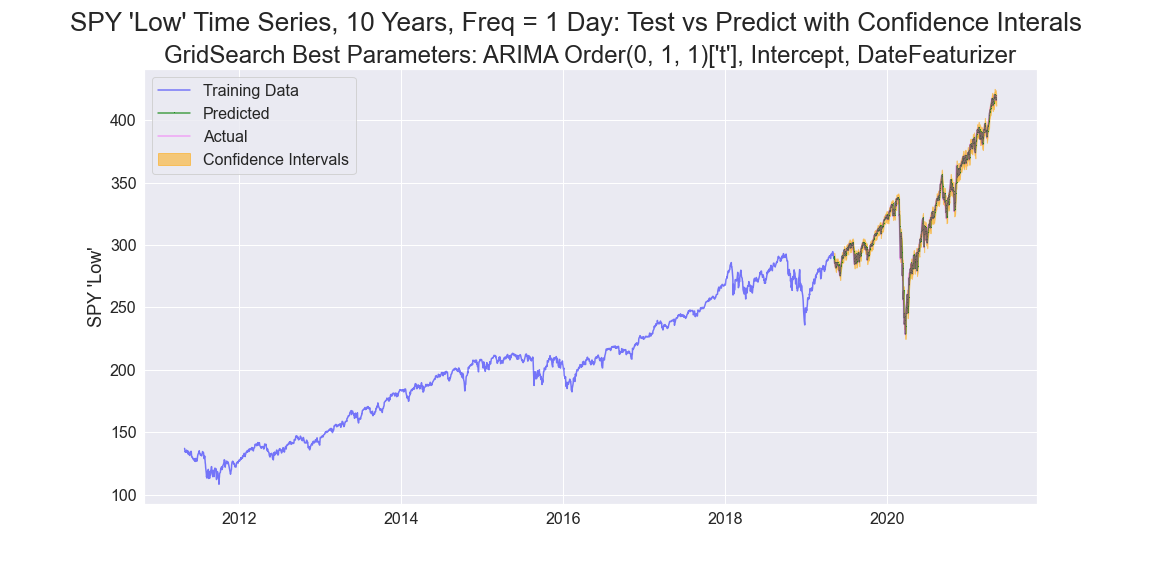 SPY 'Low' Time Series, 10 Years, Freq = 1 Day: Test vs Predict with Confidence Interals
GridSearch Best Parameters: ARIMA Order(0, 1, 1)['t'], Intercept, DateFeaturizer
Training Data
Predicted
Actual
Confidence Intervals
SPY 'Low'
400
350
300
250
200
150
100
2012
2014
2016
2018
2020